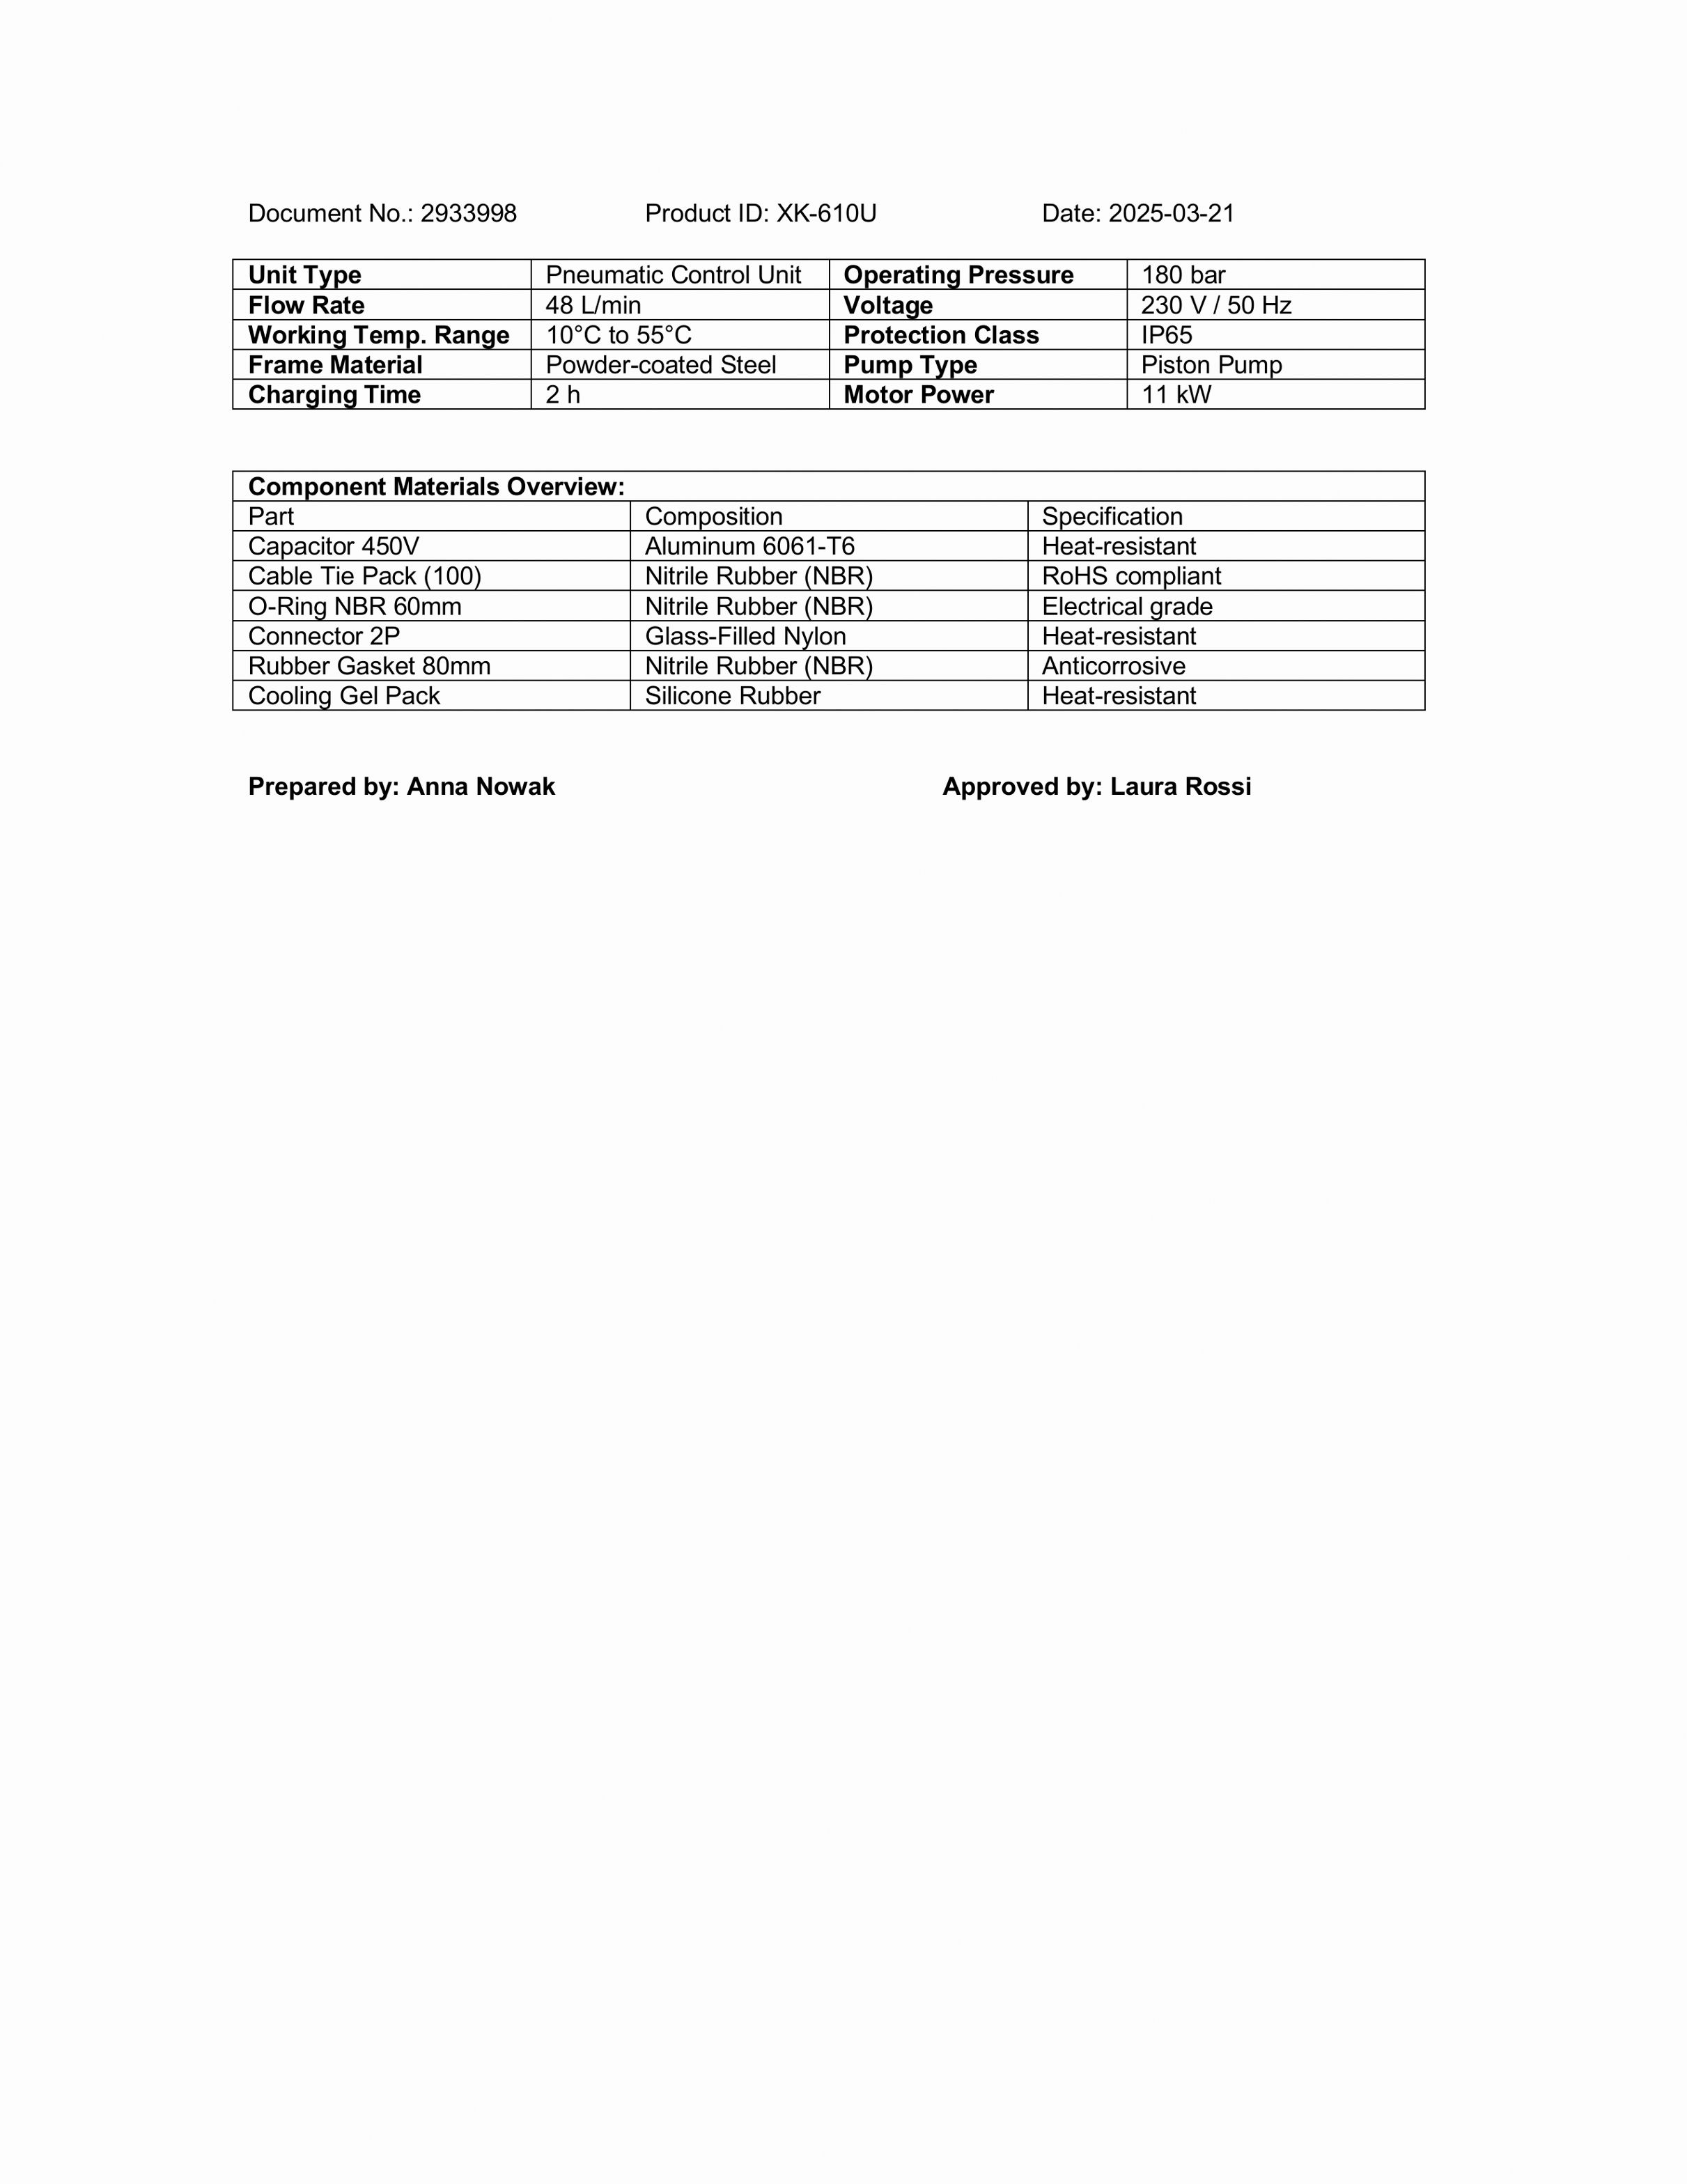 Document No.: 2933998 Product ID: XK-610U Date: 2025-03-21
Unit Type Pneumatic Control Unit Operating Pressure 180 bar
Flow Rate 48 L/min Voltage 230 V / 50 Hz
Working Temp. Range 10°C to 55°C Protection Class IP65
Frame Material Powder-coated Steel Pump Type Piston Pump
Charging Time 2 h Motor Power 11 kW
Component Materials Overview:
Part Composition Specification
Capacitor 450V Aluminum 6061-T6 Heat-resistant
Cable Tie Pack (100) Nitrile Rubber (NBR) RoHS compliant
O-Ring NBR 60mm Nitrile Rubber (NBR) Electrical grade
Connector 2P Glass-Filled Nylon Heat-resistant
Rubber Gasket 80mm Nitrile Rubber (NBR) Anticorrosive
Cooling Gel Pack Silicone Rubber Heat-resistant
Prepared by: Anna Nowak Approved by: Laura Rossi